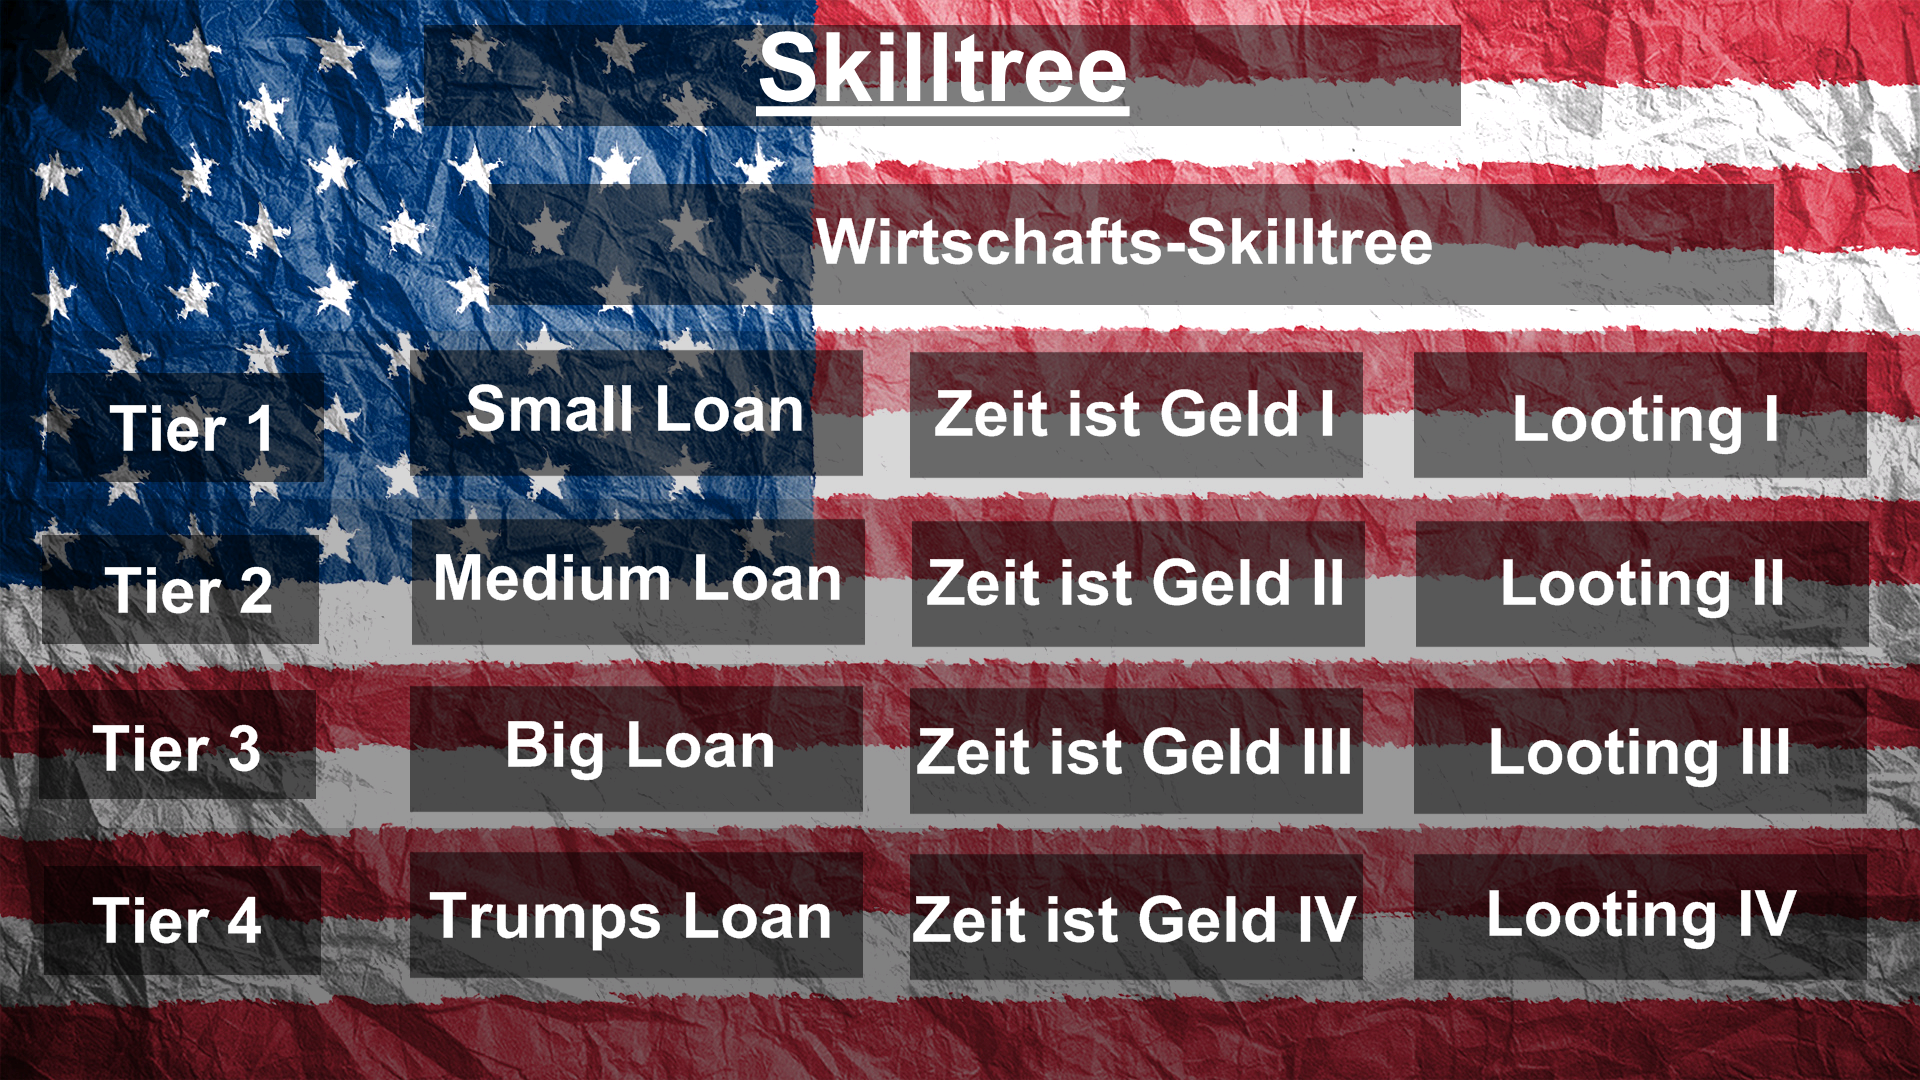 Skilltree
Wirtschafts-Skilltree
Tier 1
Small Loan
Zeit ist Geld I
Looting I
Tier 2
Medium Loan
Zeit ist Geld II
Looting II
Tier 3
Big Loan
Zeit ist Geld III
Looting III
Tier 4
Trumps Loan
Zeit ist Geld IV
Looting IV